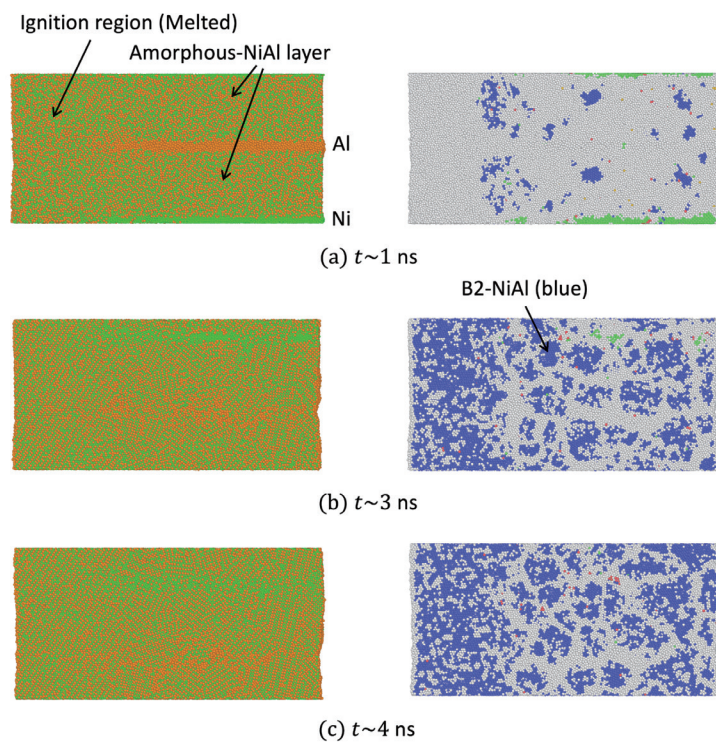 Ignition region (Melted)
Amorphous-NiAl layer
Al
Ni
(a) t~1 ns
B2-NiAl (blue)
(b) t~3 ns
(c) t~4 ns